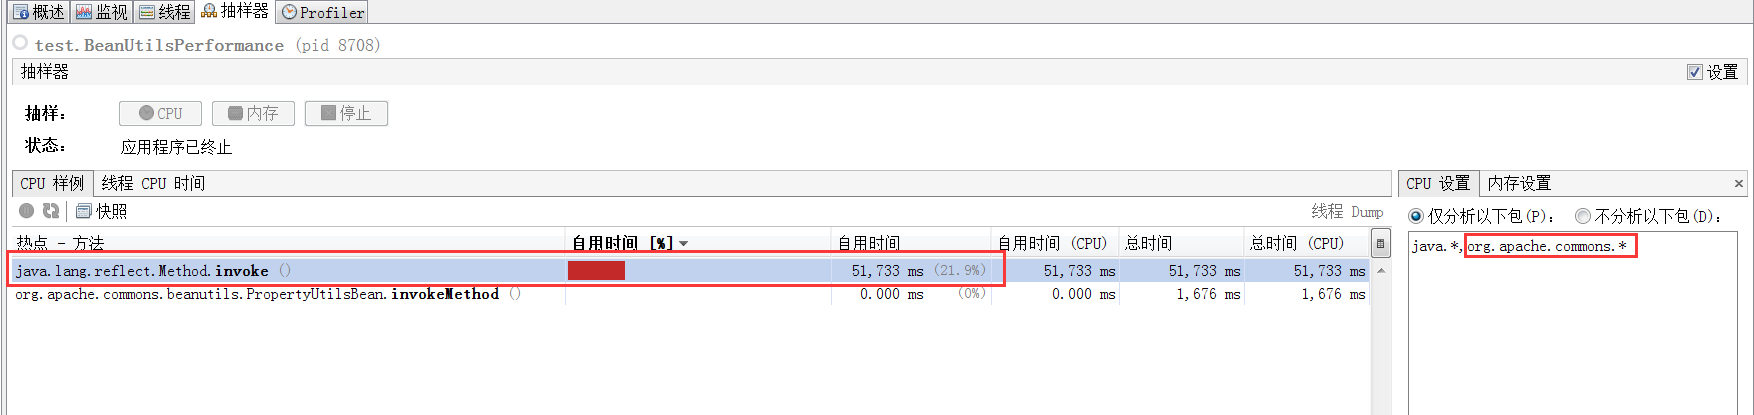 概述 监视 线程 抽样器 Profiler
test.BeanUtilsPerformance (pid 8708)
抽样器 设置
抽样： CPU 内存 停止
状态： 应用程序已终止
CPU 样例 线程 CPU 时间 CPU 设置 内存设置 ×
快照 线程 Dump 仅分析以下包(P)： 不分析以下包(D)：
热点 - 方法 自用时间 [%] 自用时间 自用时间 (CPU) 总时间 总时间 (CPU) java.*,org.apache.commons.*
java.lang.reflect.Method.invoke () 51,733 ms (21.9%) 51,733 ms 51,733 ms 51,733 ms
org.apache.commons.beanutils.PropertyUtilsBean.invokeMethod () 0.000 ms (0%) 0.000 ms 1,676 ms 1,676 ms